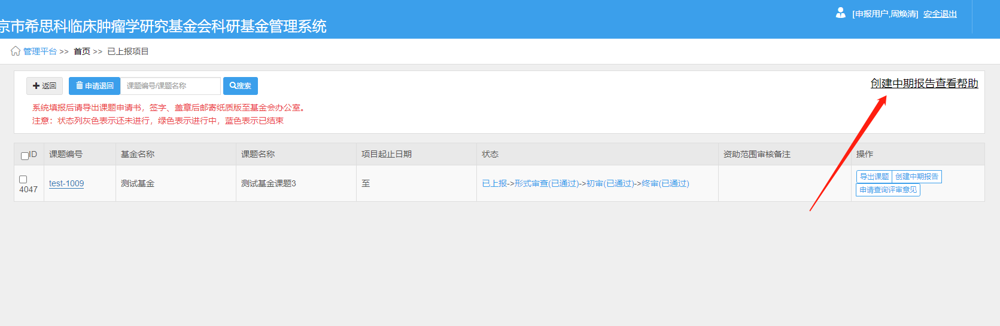 [申报用户,周焕清] 安全退出
京市希思科临床肿瘤学研究基金会科研基金管理系统
管理平台 >> 首页 >> 已上报项目
返回 申请退回 课题编号/课题名称 搜索 创建中期报告查看帮助
系统填报后请导出课题申请书，签字、盖章后邮寄纸质版至基金会办公室。
注意：状态列灰色表示还未进行，绿色表示进行中，蓝色表示已结束
ID 课题编号 基金名称 课题名称 项目起止日期 状态 资助范围审核备注 操作
4047 test-1009 测试基金 测试基金课题3 至 已上报->形式审查(已通过)->初审(已通过)->终审(已通过) 导出课题 创建中期报告
申请查询评审意见